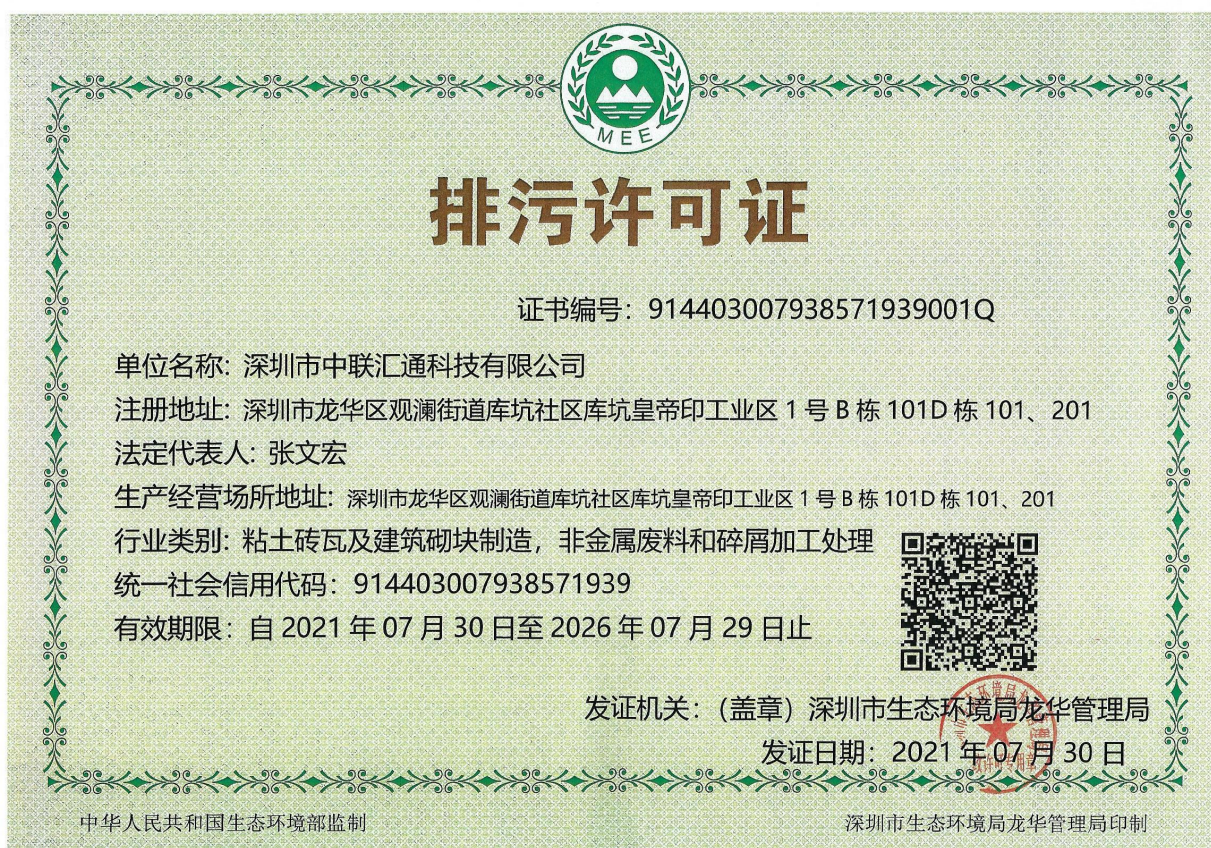 MEE
排污许可证
证书编号：914403007938571939001Q
单位名称: 深圳市中联汇通科技有限公司
注册地址: 深圳市龙华区观澜街道库坑社区库坑皇帝印工业区 1 号 B 栋 101D 栋 101、201
法定代表人: 张文宏
生产经营场所地址: 深圳市龙华区观澜街道库坑社区库坑皇帝印工业区 1 号 B 栋 101D 栋 101、201
行业类别: 粘土砖瓦及建筑砌块制造，非金属废料和碎屑加工处理
统一社会信用代码：914403007938571939
有效期限：自 2021 年 07 月 30 日至 2026 年 07 月 29 日止
发证机关：（盖章）深圳市生态环境局龙华管理局
发证日期：2021 年 07 月 30 日
中华人民共和国生态环境部监制
深圳市生态环境局龙华管理局印制